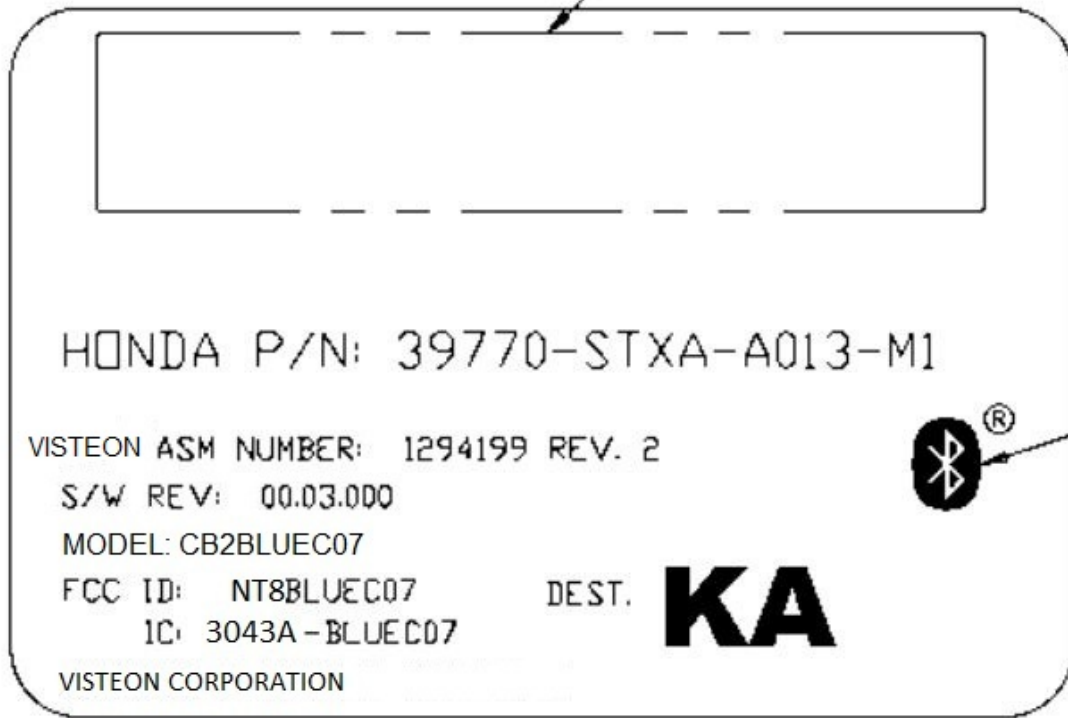 HONDA P/N: 39770-STXA-A013-M1
®
VISTEON ASM NUMBER: 1294199 REV. 2
S/W REV: 00.03.0D0
MODEL: CB2BLUEC07
FCC ID: NT8BLUEC07
DEST. KA
IC: 3043A-BLUEC07
VISTEON CORPORATION